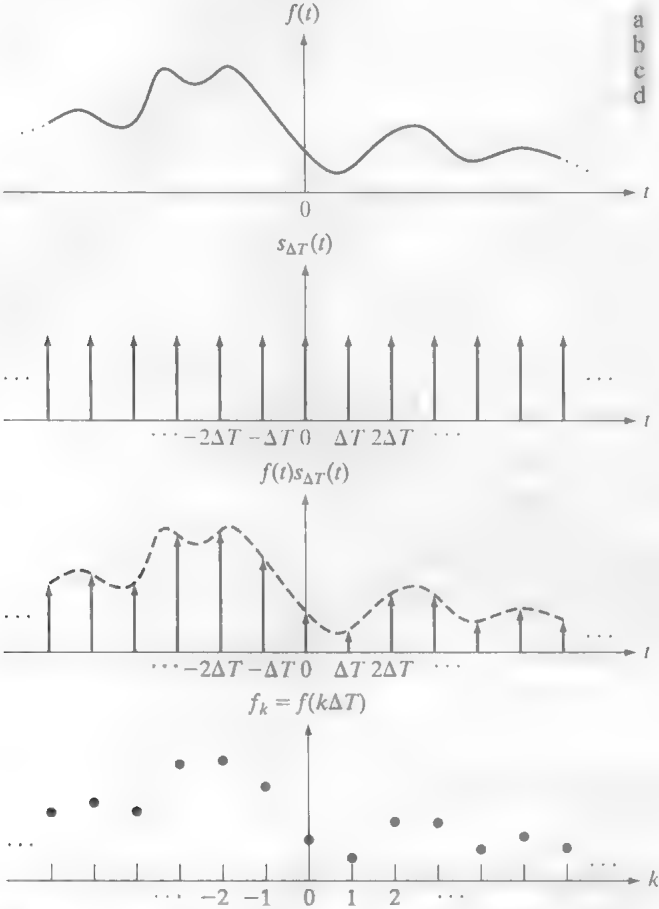 f(t)
a
b
c
d
t
0
s_{ΔT}(t)
··· ···
t
··· −2ΔT −ΔT 0 ΔT 2ΔT ···
f(t)s_{ΔT}(t)
··· ···
t
··· −2ΔT −ΔT 0 ΔT 2ΔT ···
f_k = f(kΔT)
··· ···
k
··· −2 −1 0 1 2 ···